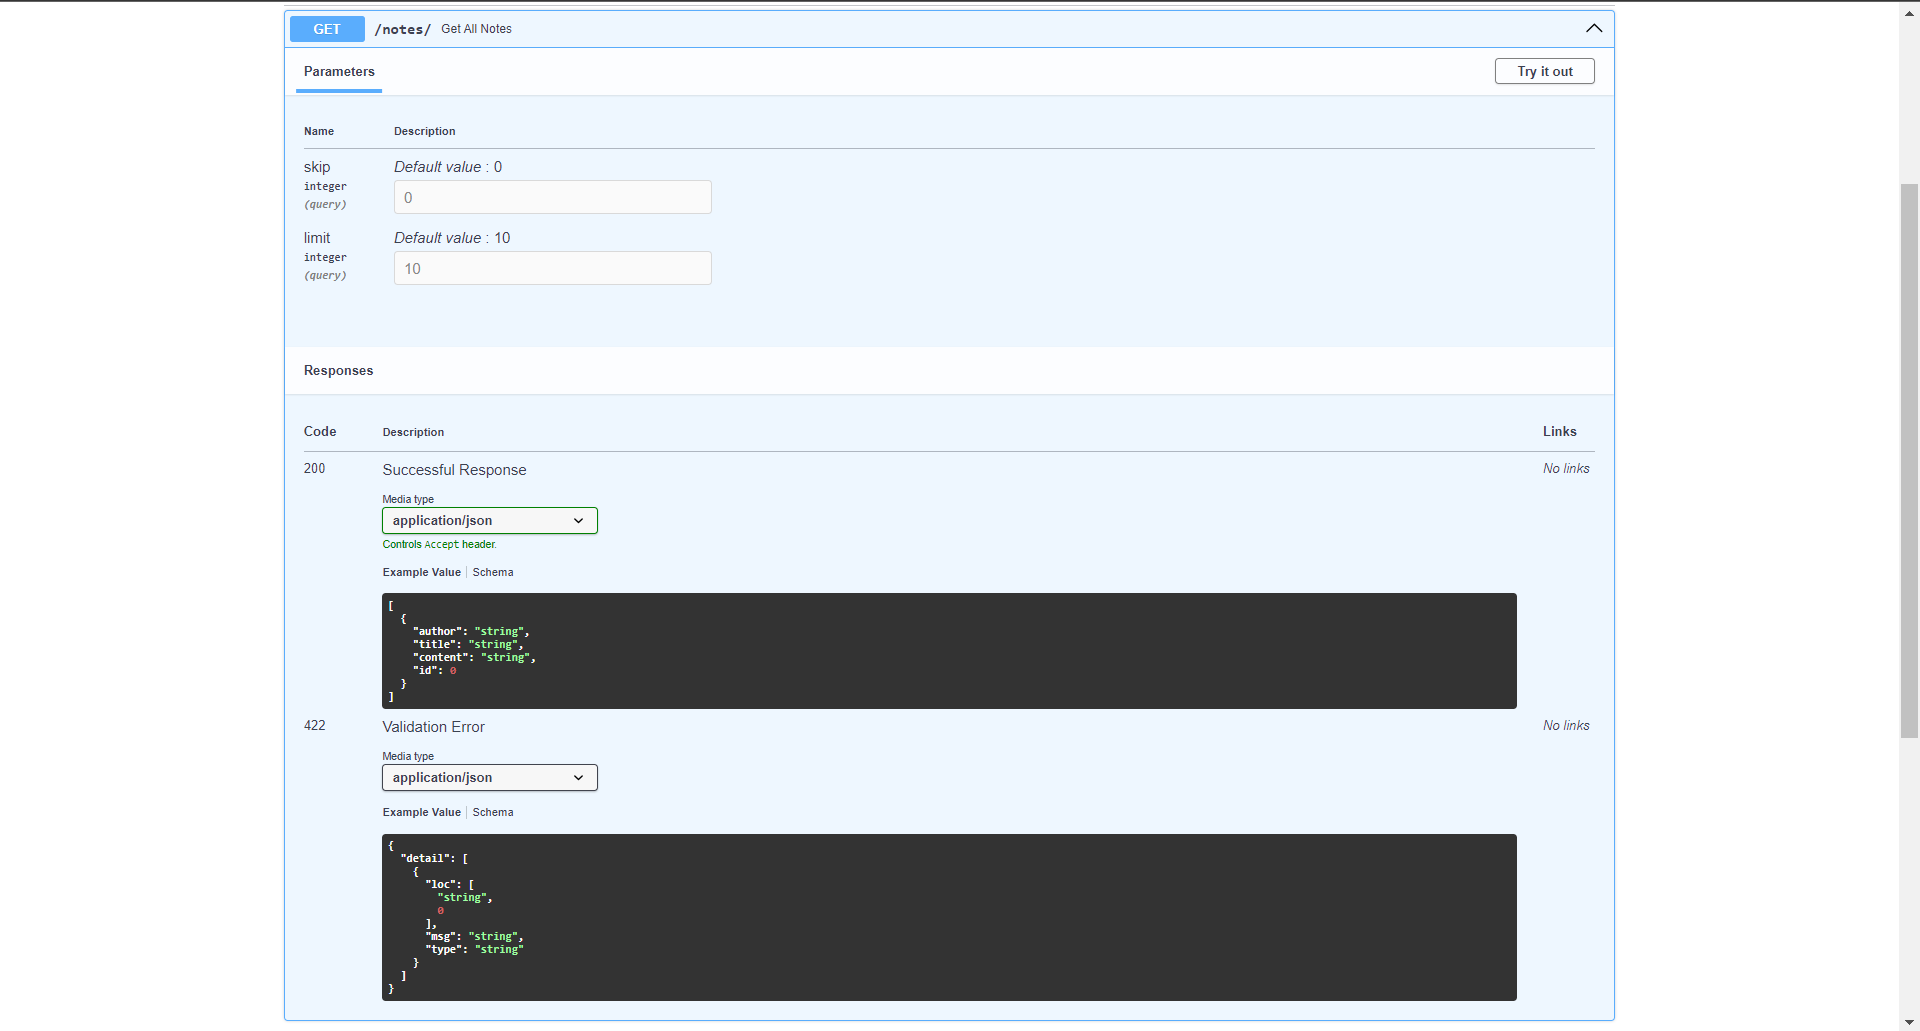 GET /notes/ Get All Notes
Parameters
Try it out
Name Description
skip Default value : 0
integer
(query)
0
limit Default value : 10
integer
(query)
10
Responses
Code Description Links
200 Successful Response No links
Media type
application/json
Controls Accept header.
Example Value Schema
[
  {
    "author": "string",
    "title": "string",
    "content": "string",
    "id": 0
  }
]
422 Validation Error No links
Media type
application/json
Example Value Schema
{
  "detail": [
    {
      "loc": [
        "string",
        0
      ],
      "msg": "string",
      "type": "string"
    }
  ]
}